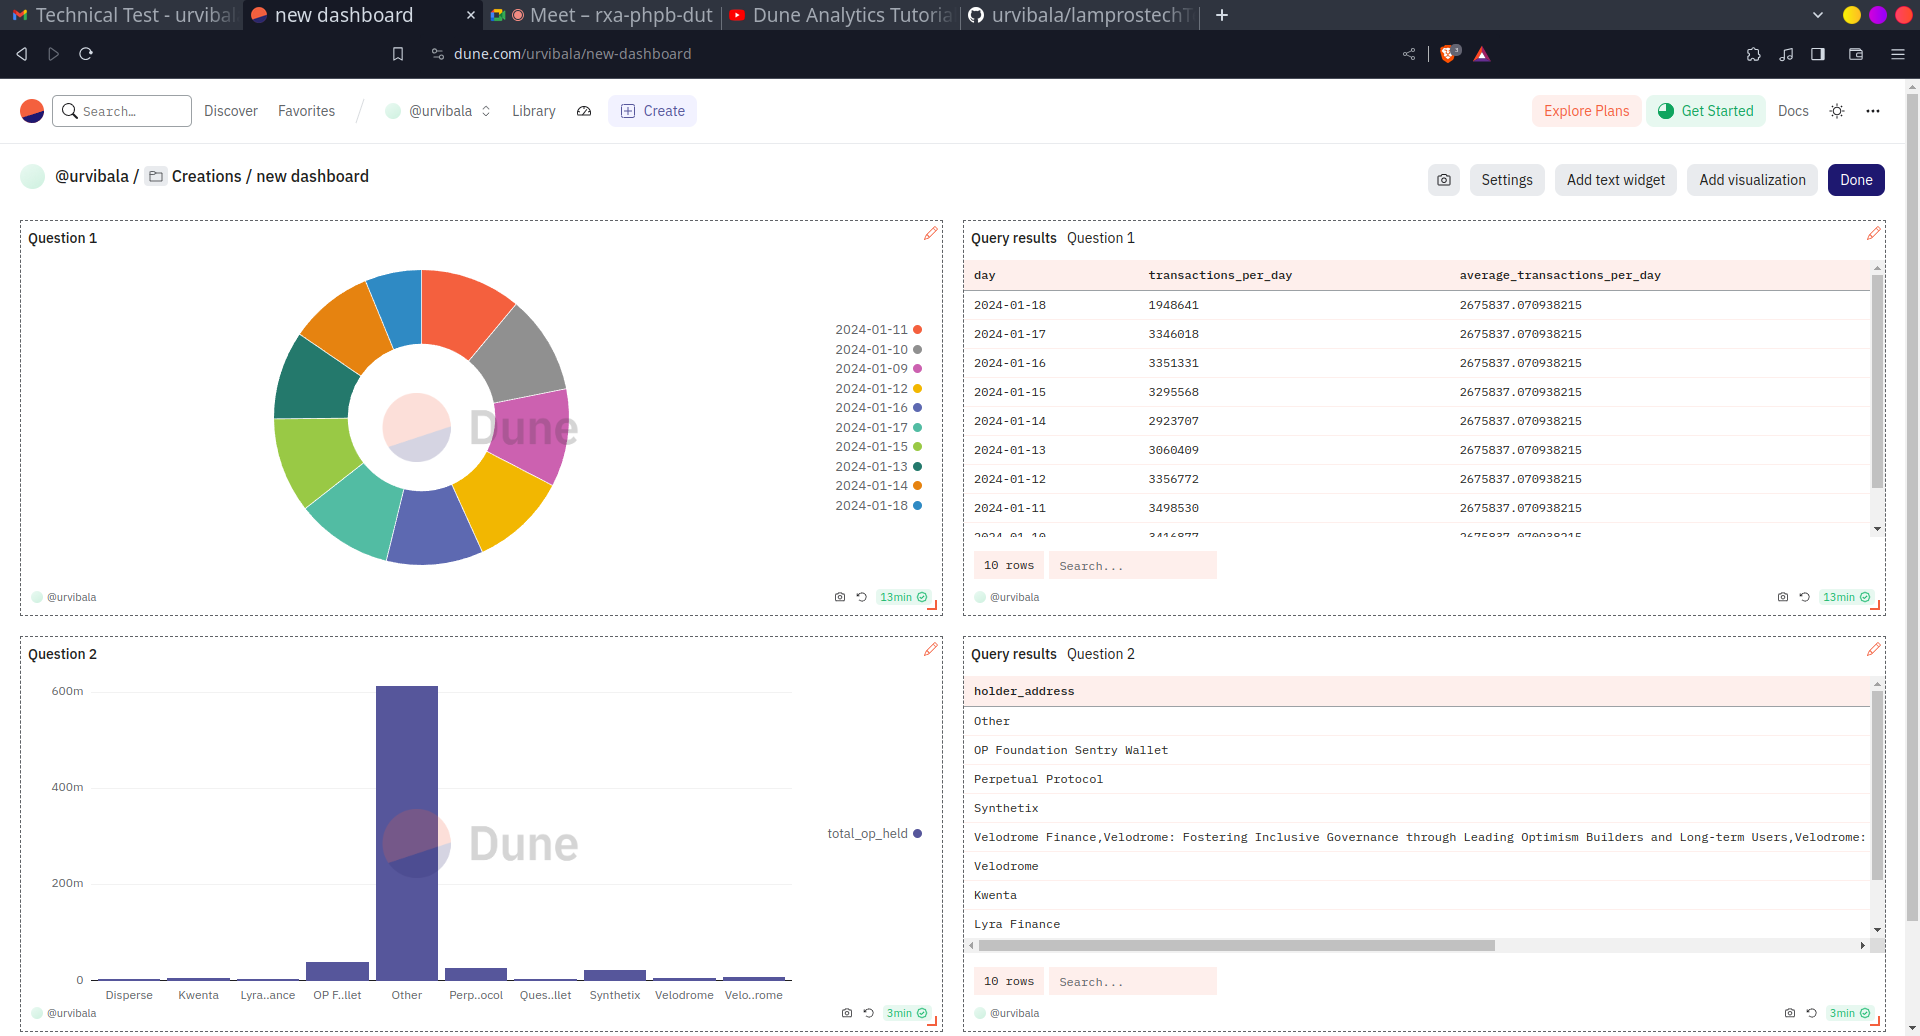 Technical Test - urvibal
new dashboard
Meet – rxa-phpb-dut
Dune Analytics Tutoria
urvibala/lamprostechT
dune.com/urvibala/new-dashboard
3
Search...
Discover
Favorites
@urvibala
Library
Create
Explore Plans
Get Started
Docs
@urvibala / Creations / new dashboard
Settings
Add text widget
Add visualization
Done
Question 1
Dune
2024-01-11
2024-01-10
2024-01-09
2024-01-12
2024-01-16
2024-01-17
2024-01-15
2024-01-13
2024-01-14
2024-01-18
@urvibala
13min
Query results Question 1
day transactions_per_day average_transactions_per_day
2024-01-18 1948641 2675837.070938215
2024-01-17 3346018 2675837.070938215
2024-01-16 3351331 2675837.070938215
2024-01-15 3295568 2675837.070938215
2024-01-14 2923707 2675837.070938215
2024-01-13 3060409 2675837.070938215
2024-01-12 3356772 2675837.070938215
2024-01-11 3498530 2675837.070938215
2024-01-10 3416877 2675837.070938215
10 rows
Search...
@urvibala
13min
Question 2
600m
400m
200m
0
Dune
total_op_held
Disperse Kwenta Lyra..ance OP F..llet Other Perp..ocol Ques..llet Synthetix Velodrome Velo..rome
@urvibala
3min
Query results Question 2
holder_address
Other
OP Foundation Sentry Wallet
Perpetual Protocol
Synthetix
Velodrome Finance,Velodrome: Fostering Inclusive Governance through Leading Optimism Builders and Long-term Users,Velodrome:
Velodrome
Kwenta
Lyra Finance
10 rows
Search...
@urvibala
3min